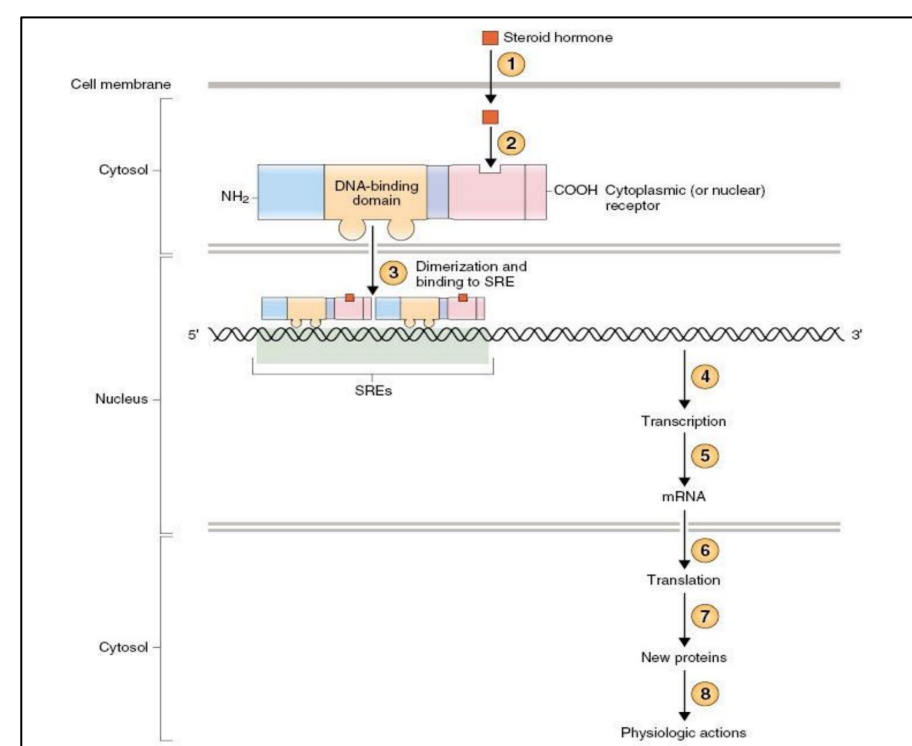 Steroid hormone
1
Cell membrane
2
Cytosol
NH2
DNA-binding
domain
COOH Cytoplasmic (or nuclear)
receptor
3
Dimerization and
binding to SRE
5'
3'
SREs
Nucleus
4
Transcription
5
mRNA
6
Translation
7
Cytosol
New proteins
8
Physiologic actions